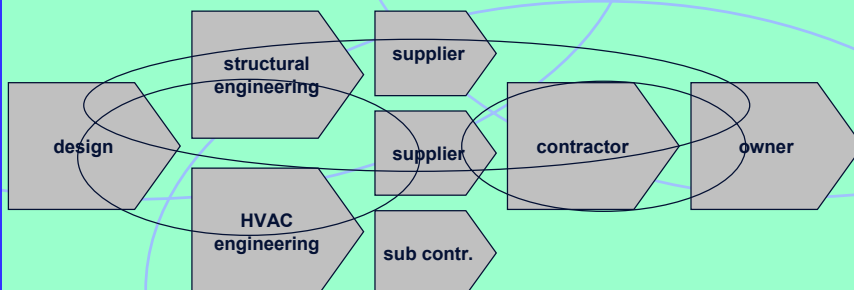 design
structural
engineering
HVAC
engineering
supplier
supplier
sub contr.
contractor
owner